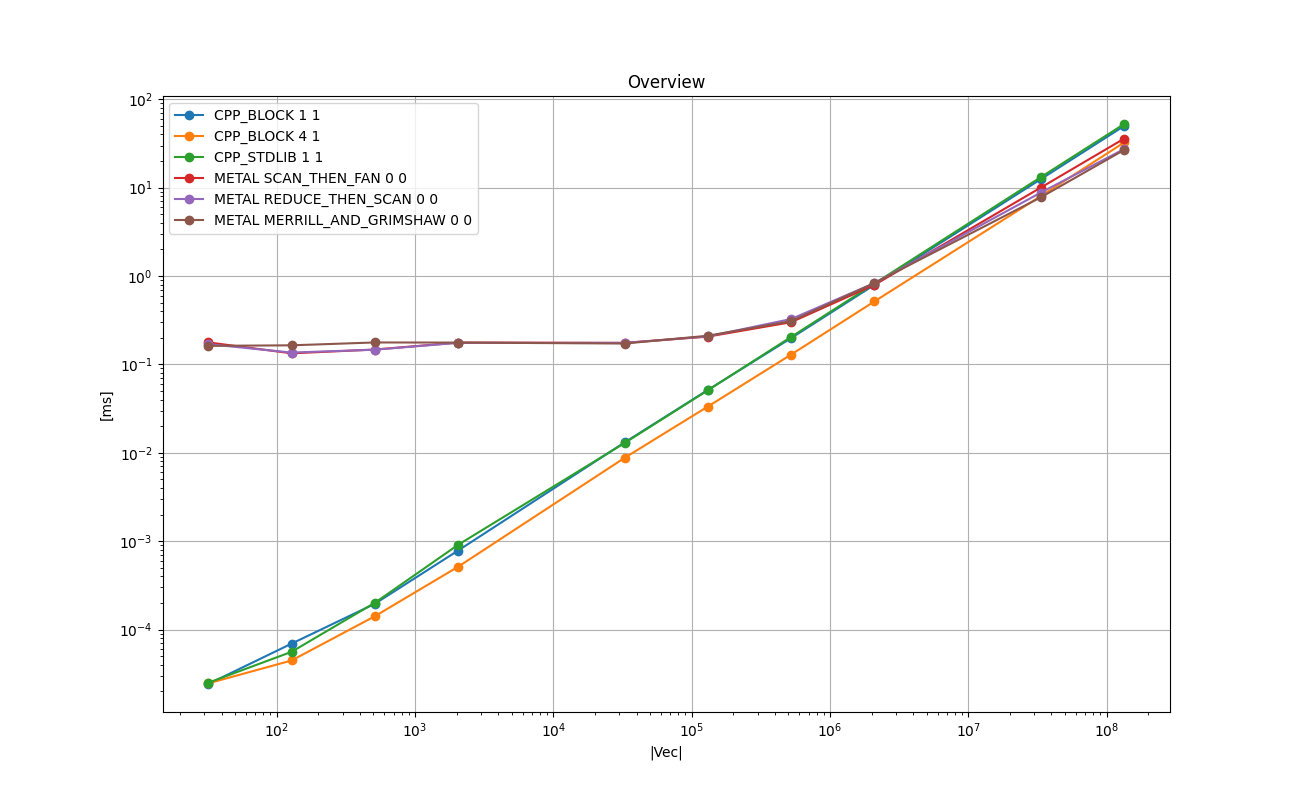 Overview
CPP_BLOCK 1 1
CPP_BLOCK 4 1
CPP_STDLIB 1 1
METAL SCAN_THEN_FAN 0 0
METAL REDUCE_THEN_SCAN 0 0
METAL MERRILL_AND_GRIMSHAW 0 0
10²
10¹
10⁰
10⁻¹
10⁻²
10⁻³
10⁻⁴
[ms]
10² 10³ 10⁴ 10⁵ 10⁶ 10⁷ 10⁸
|Vec|